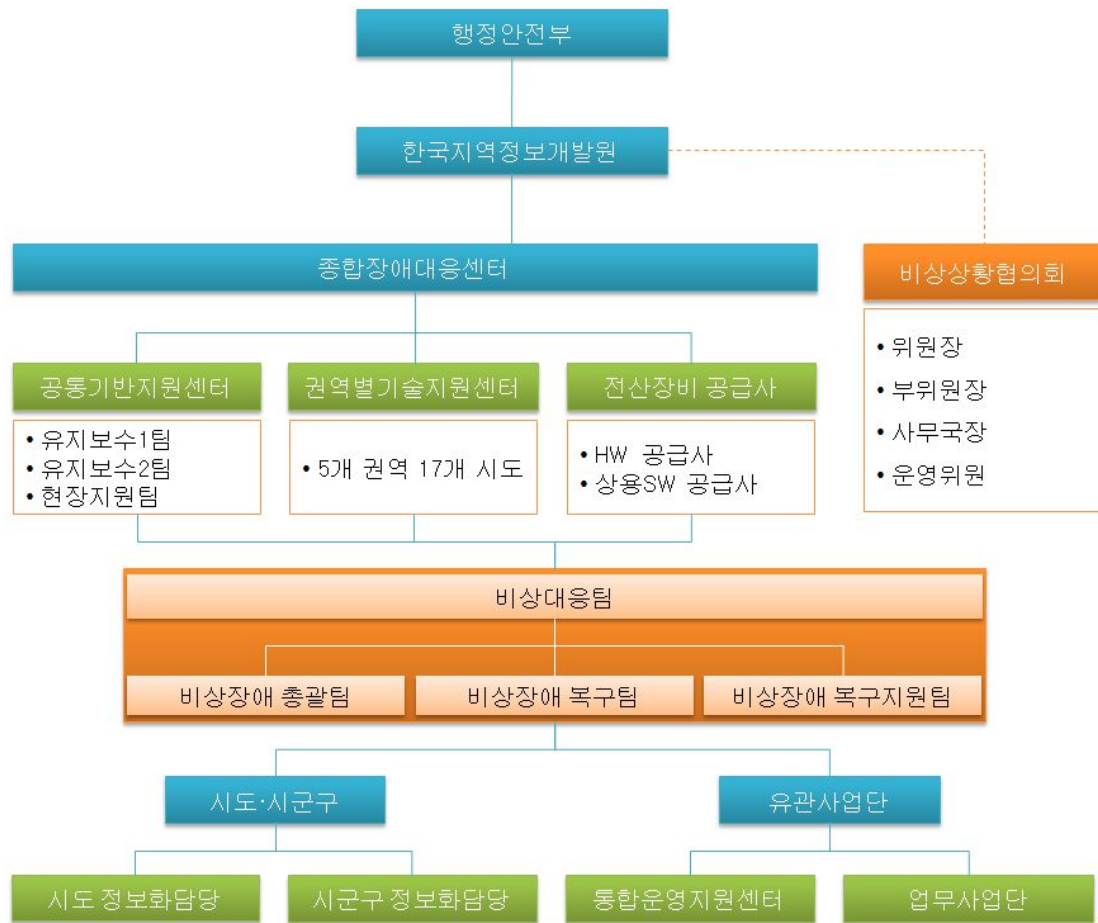 행정안전부
한국지역정보개발원
종합장애대응센터
비상상황협의회
• 위원장
• 부위원장
• 사무국장
• 운영위원
공통기반지원센터
• 유지보수1팀
• 유지보수2팀
• 현장지원팀
권역별기술지원센터
• 5개 권역 17개 시도
전산장비 공급사
• HW 공급사
• 상용SW 공급사
비상대응팀
비상장애 총괄팀
비상장애 복구팀
비상장애 복구지원팀
시도·시군구
유관사업단
시도 정보화담당
시군구 정보화담당
통합운영지원센터
업무사업단